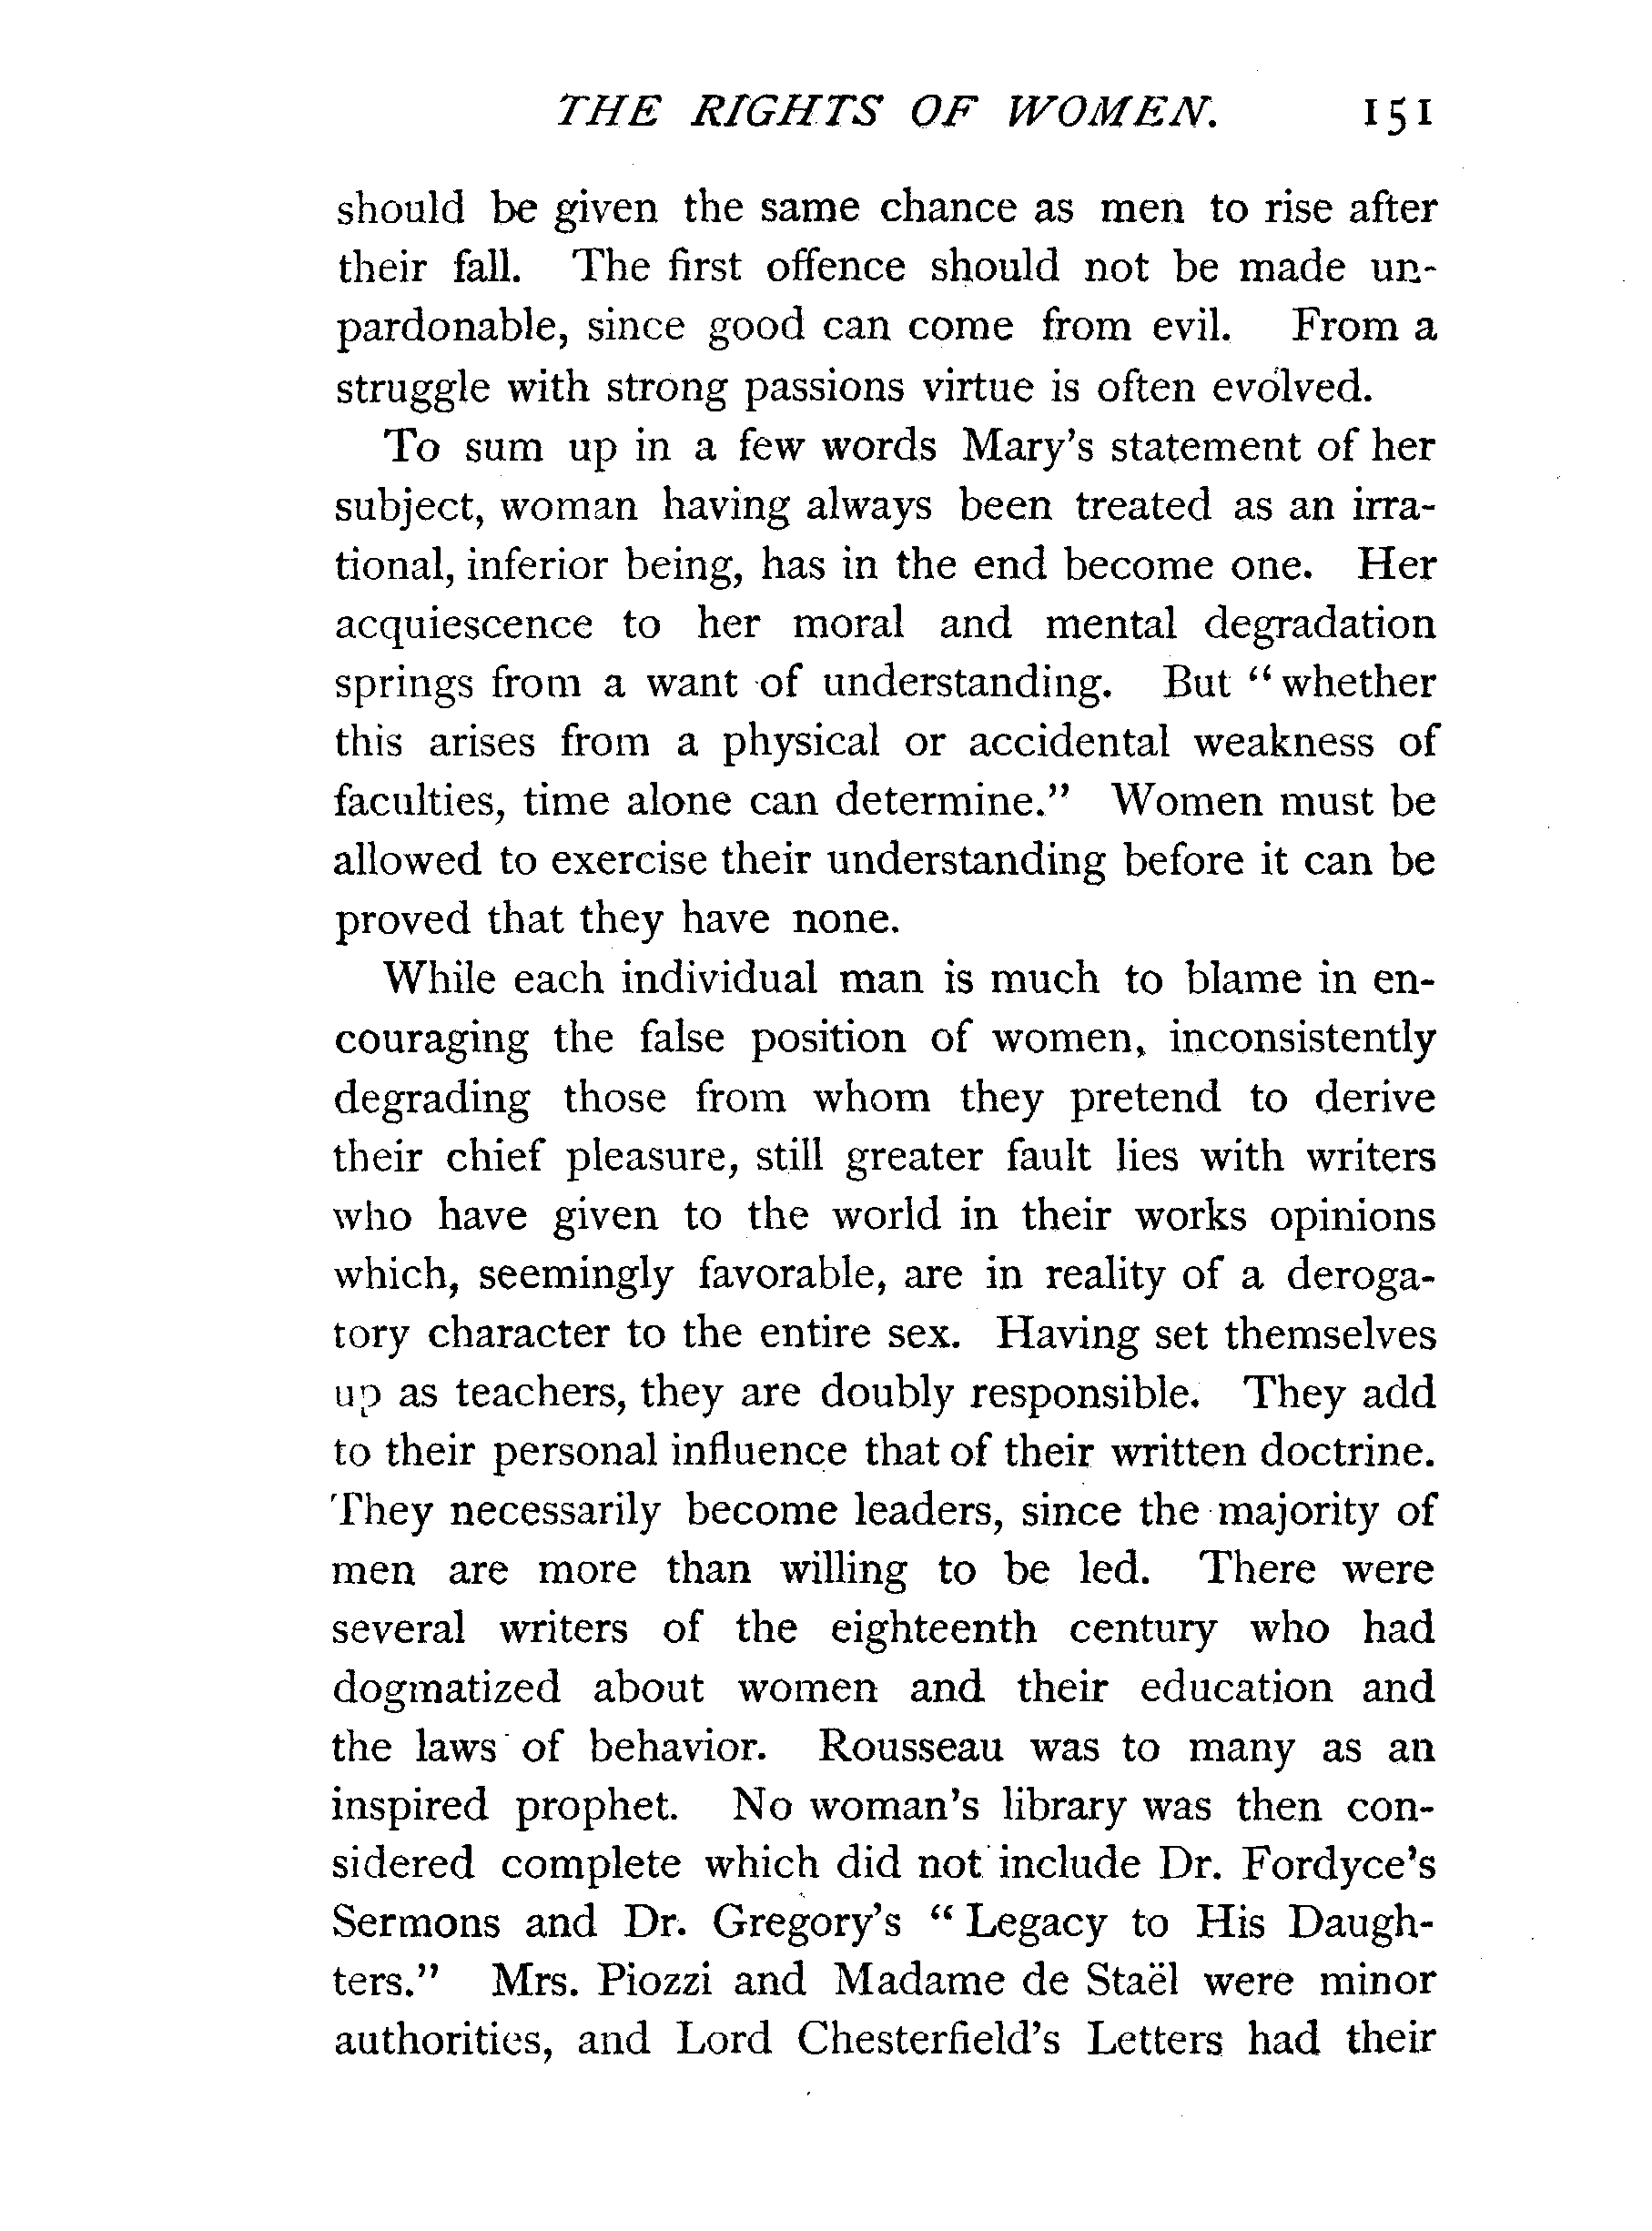 THE RIGHTS OF WOMEN. 151
should be given the same chance as men to rise after
their fall. The first offence should not be made un-
pardonable, since good can come from evil. From a
struggle with strong passions virtue is often evolved.
To sum up in a few words Mary's statement of her
subject, woman having always been treated as an irra-
tional, inferior being, has in the end become one. Her
acquiescence to her moral and mental degradation
springs from a want of understanding. But "whether
this arises from a physical or accidental weakness of
faculties, time alone can determine." Women must be
allowed to exercise their understanding before it can be
proved that they have none.
While each individual man is much to blame in en-
couraging the false position of women, inconsistently
degrading those from whom they pretend to derive
their chief pleasure, still greater fault lies with writers
who have given to the world in their works opinions
which, seemingly favorable, are in reality of a deroga-
tory character to the entire sex. Having set themselves
up as teachers, they are doubly responsible. They add
to their personal influence that of their written doctrine.
They necessarily become leaders, since the majority of
men are more than willing to be led. There were
several writers of the eighteenth century who had
dogmatized about women and their education and
the laws of behavior. Rousseau was to many as an
inspired prophet. No woman's library was then con-
sidered complete which did not include Dr. Fordyce's
Sermons and Dr. Gregory's "Legacy to His Daugh-
ters." Mrs. Piozzi and Madame de Staël were minor
authorities, and Lord Chesterfield's Letters had their